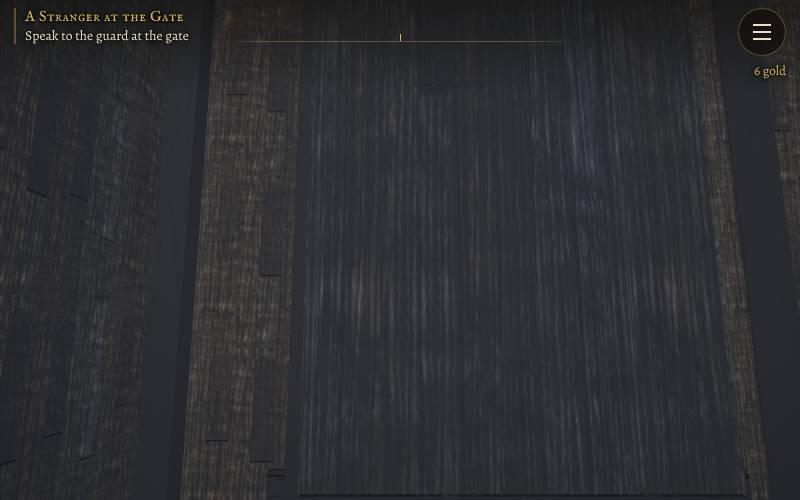 A Stranger at the Gate
Speak to the guard at the gate
6 gold